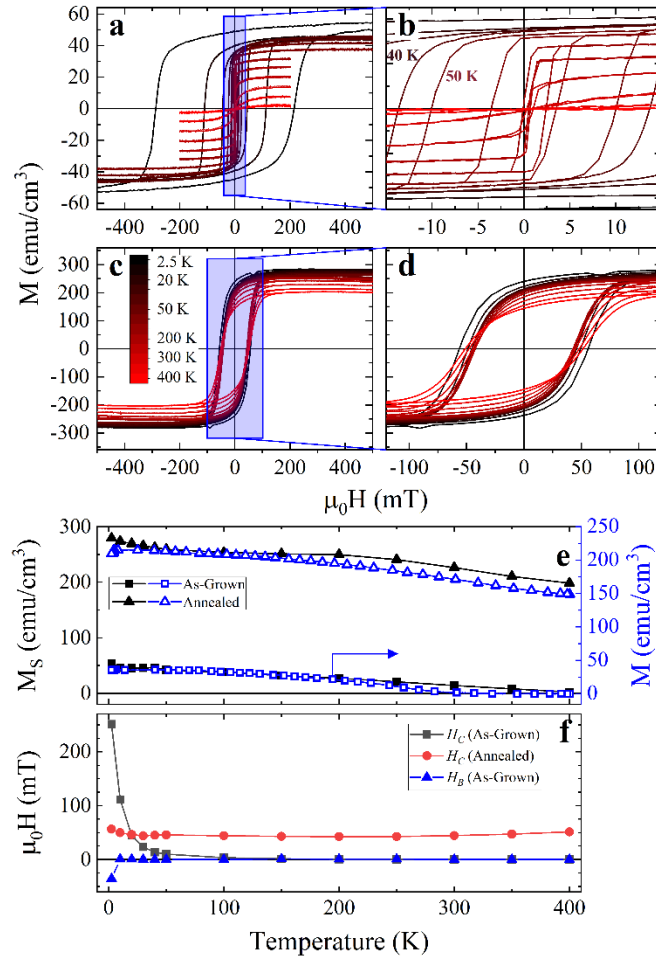 a
b
60
40
20
0
-20
-40
-60
40 K
50 K
-400 -200 0 200 400
-10 -5 0 5 10
M (emu/cm³)
c
d
300
200
100
0
-100
-200
-300
2.5 K
20 K
50 K
200 K
300 K
400 K
-400 -200 0 200 400
-100 -50 0 50 100
μ₀H (mT)
300
200
100
0
M_S (emu/cm³)
As-Grown
Annealed
e
250
200
150
100
50
0
M (emu/cm³)
f
200
100
0
μ₀H (mT)
H_C (As-Grown)
H_C (Annealed)
H_B (As-Grown)
0 100 200 300 400
Temperature (K)